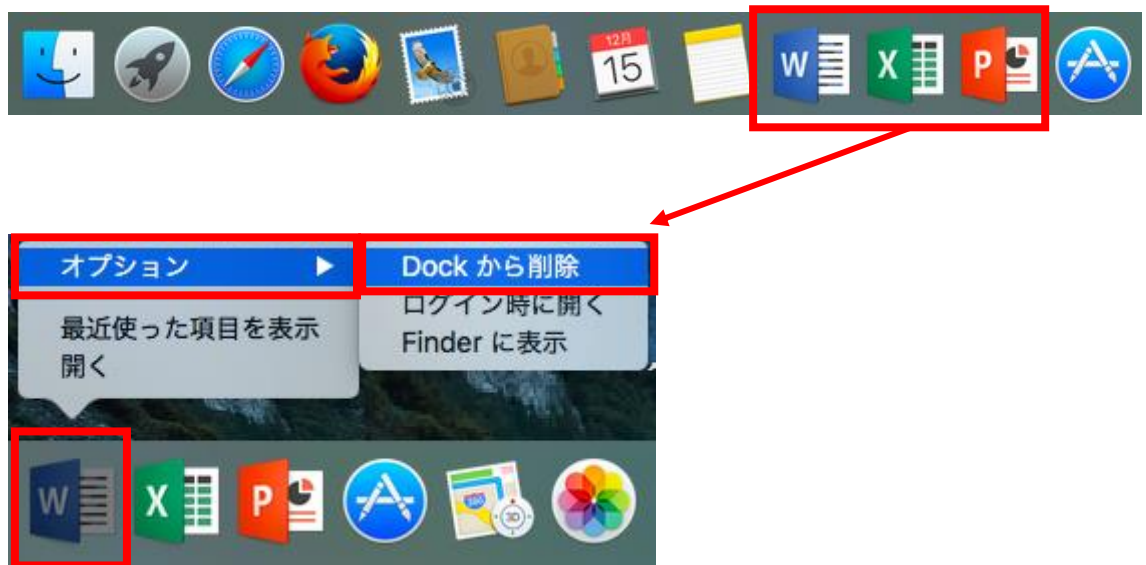 12月
15
W
X
P
オプション ▶
Dock から削除
ログイン時に開く
Finder に表示
最近使った項目を表示
開く
W
X
P
3D